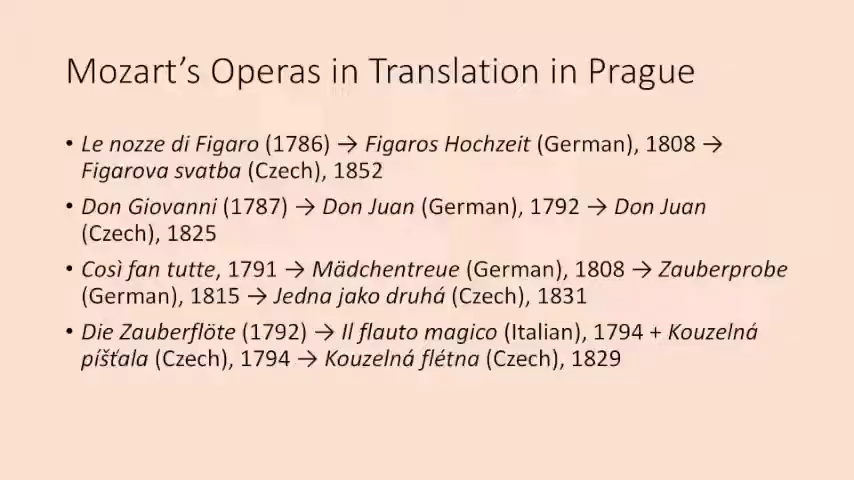 Mozart’s Operas in Translation in Prague
• Le nozze di Figaro (1786) → Figaros Hochzeit (German), 1808 →
Figarova svatba (Czech), 1852
• Don Giovanni (1787) → Don Juan (German), 1792 → Don Juan
(Czech), 1825
• Così fan tutte, 1791 → Mädchentreue (German), 1808 → Zauberprobe
(German), 1815 → Jedna jako druhá (Czech), 1831
• Die Zauberflöte (1792) → Il flauto magico (Italian), 1794 + Kouzelná
píšťala (Czech), 1794 → Kouzelná flétna (Czech), 1829